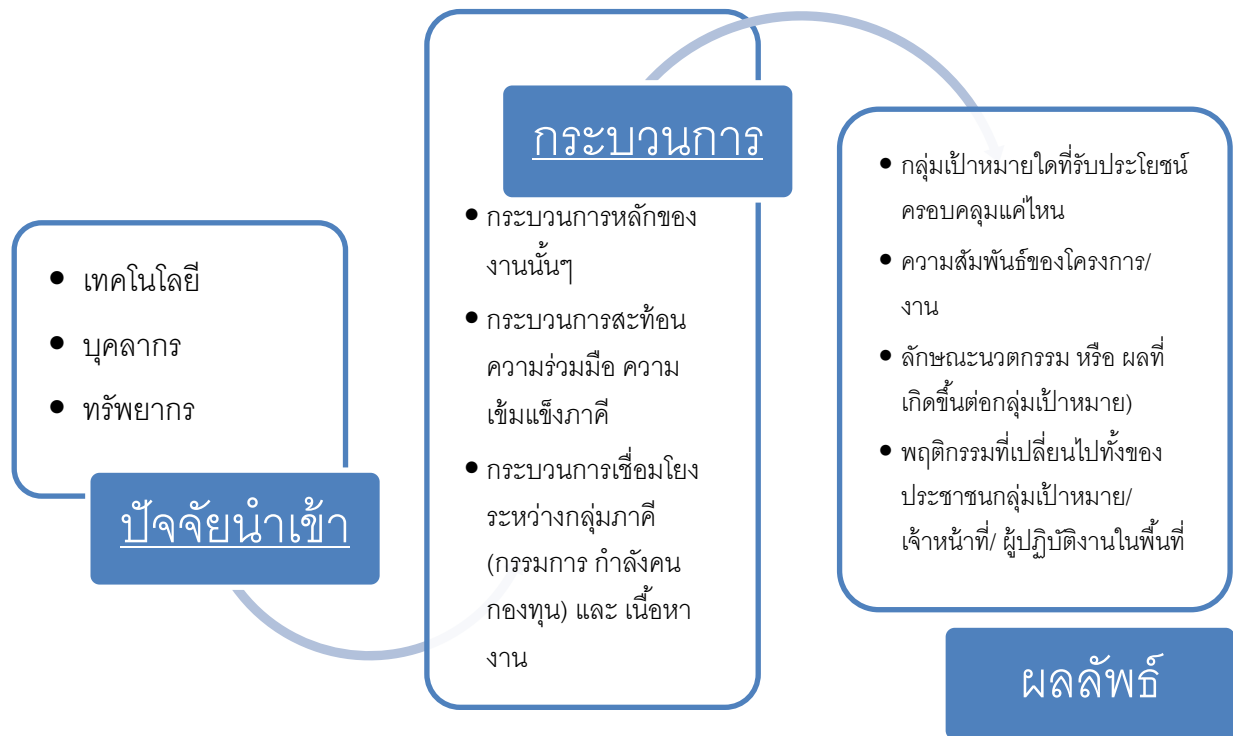 • เทคโนโลยี
• บุคลากร
• ทรัพยากร
ปัจจัยนำเข้า
กระบวนการ
• กระบวนการหลักของ
งานนั้นๆ
• กระบวนการสะท้อน
ความร่วมมือ ความ
เข้มแข็งภาคี
• กระบวนการเชื่อมโยง
ระหว่างกลุ่มภาคี
(กรรมการ กำลังคน
กองทุน) และ เนื้อหา
งาน
• กลุ่มเป้าหมายใดที่รับประโยชน์
ครอบคลุมแค่ไหน
• ความสัมพันธ์ของโครงการ/
งาน
• ลักษณะนวตกรรม หรือ ผลที่
เกิดขึ้นต่อกลุ่มเป้าหมาย)
• พฤติกรรมที่เปลี่ยนไปทั้งของ
ประชาชนกลุ่มเป้าหมาย/
เจ้าหน้าที่/ ผู้ปฏิบัติงานในพื้นที่
ผลลัพธ์